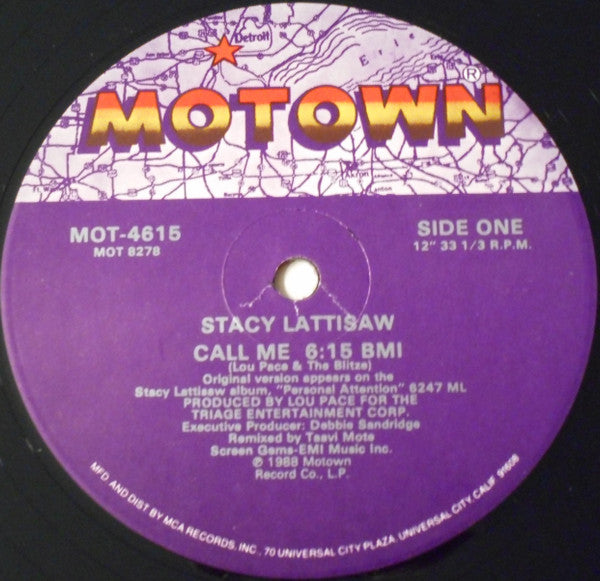 Detroit
Erie
MOTOWN®
Akron
MOT-4615
MOT 8278
SIDE ONE
12" 33 1/3 R.P.M.
STACY LATTISAW
CALL ME 6:15 BMI
(Lou Pace & The Blitze)
Original version appears on the
Stacy Lattisaw album, "Personal Attention" 6247 ML
PRODUCED BY LOU PACE FOR THE
TRIAGE ENTERTAINMENT CORP.
Executive Producer: Debbie Sandridge
Remixed by Tsavi Mote
Screen Gems-EMI Music Inc.
℗ 1988 Motown
Record Co., L.P.
MFD AND DIST BY MCA RECORDS, INC., 70 UNIVERSAL CITY PLAZA, UNIVERSAL CITY, CALIF. 91608